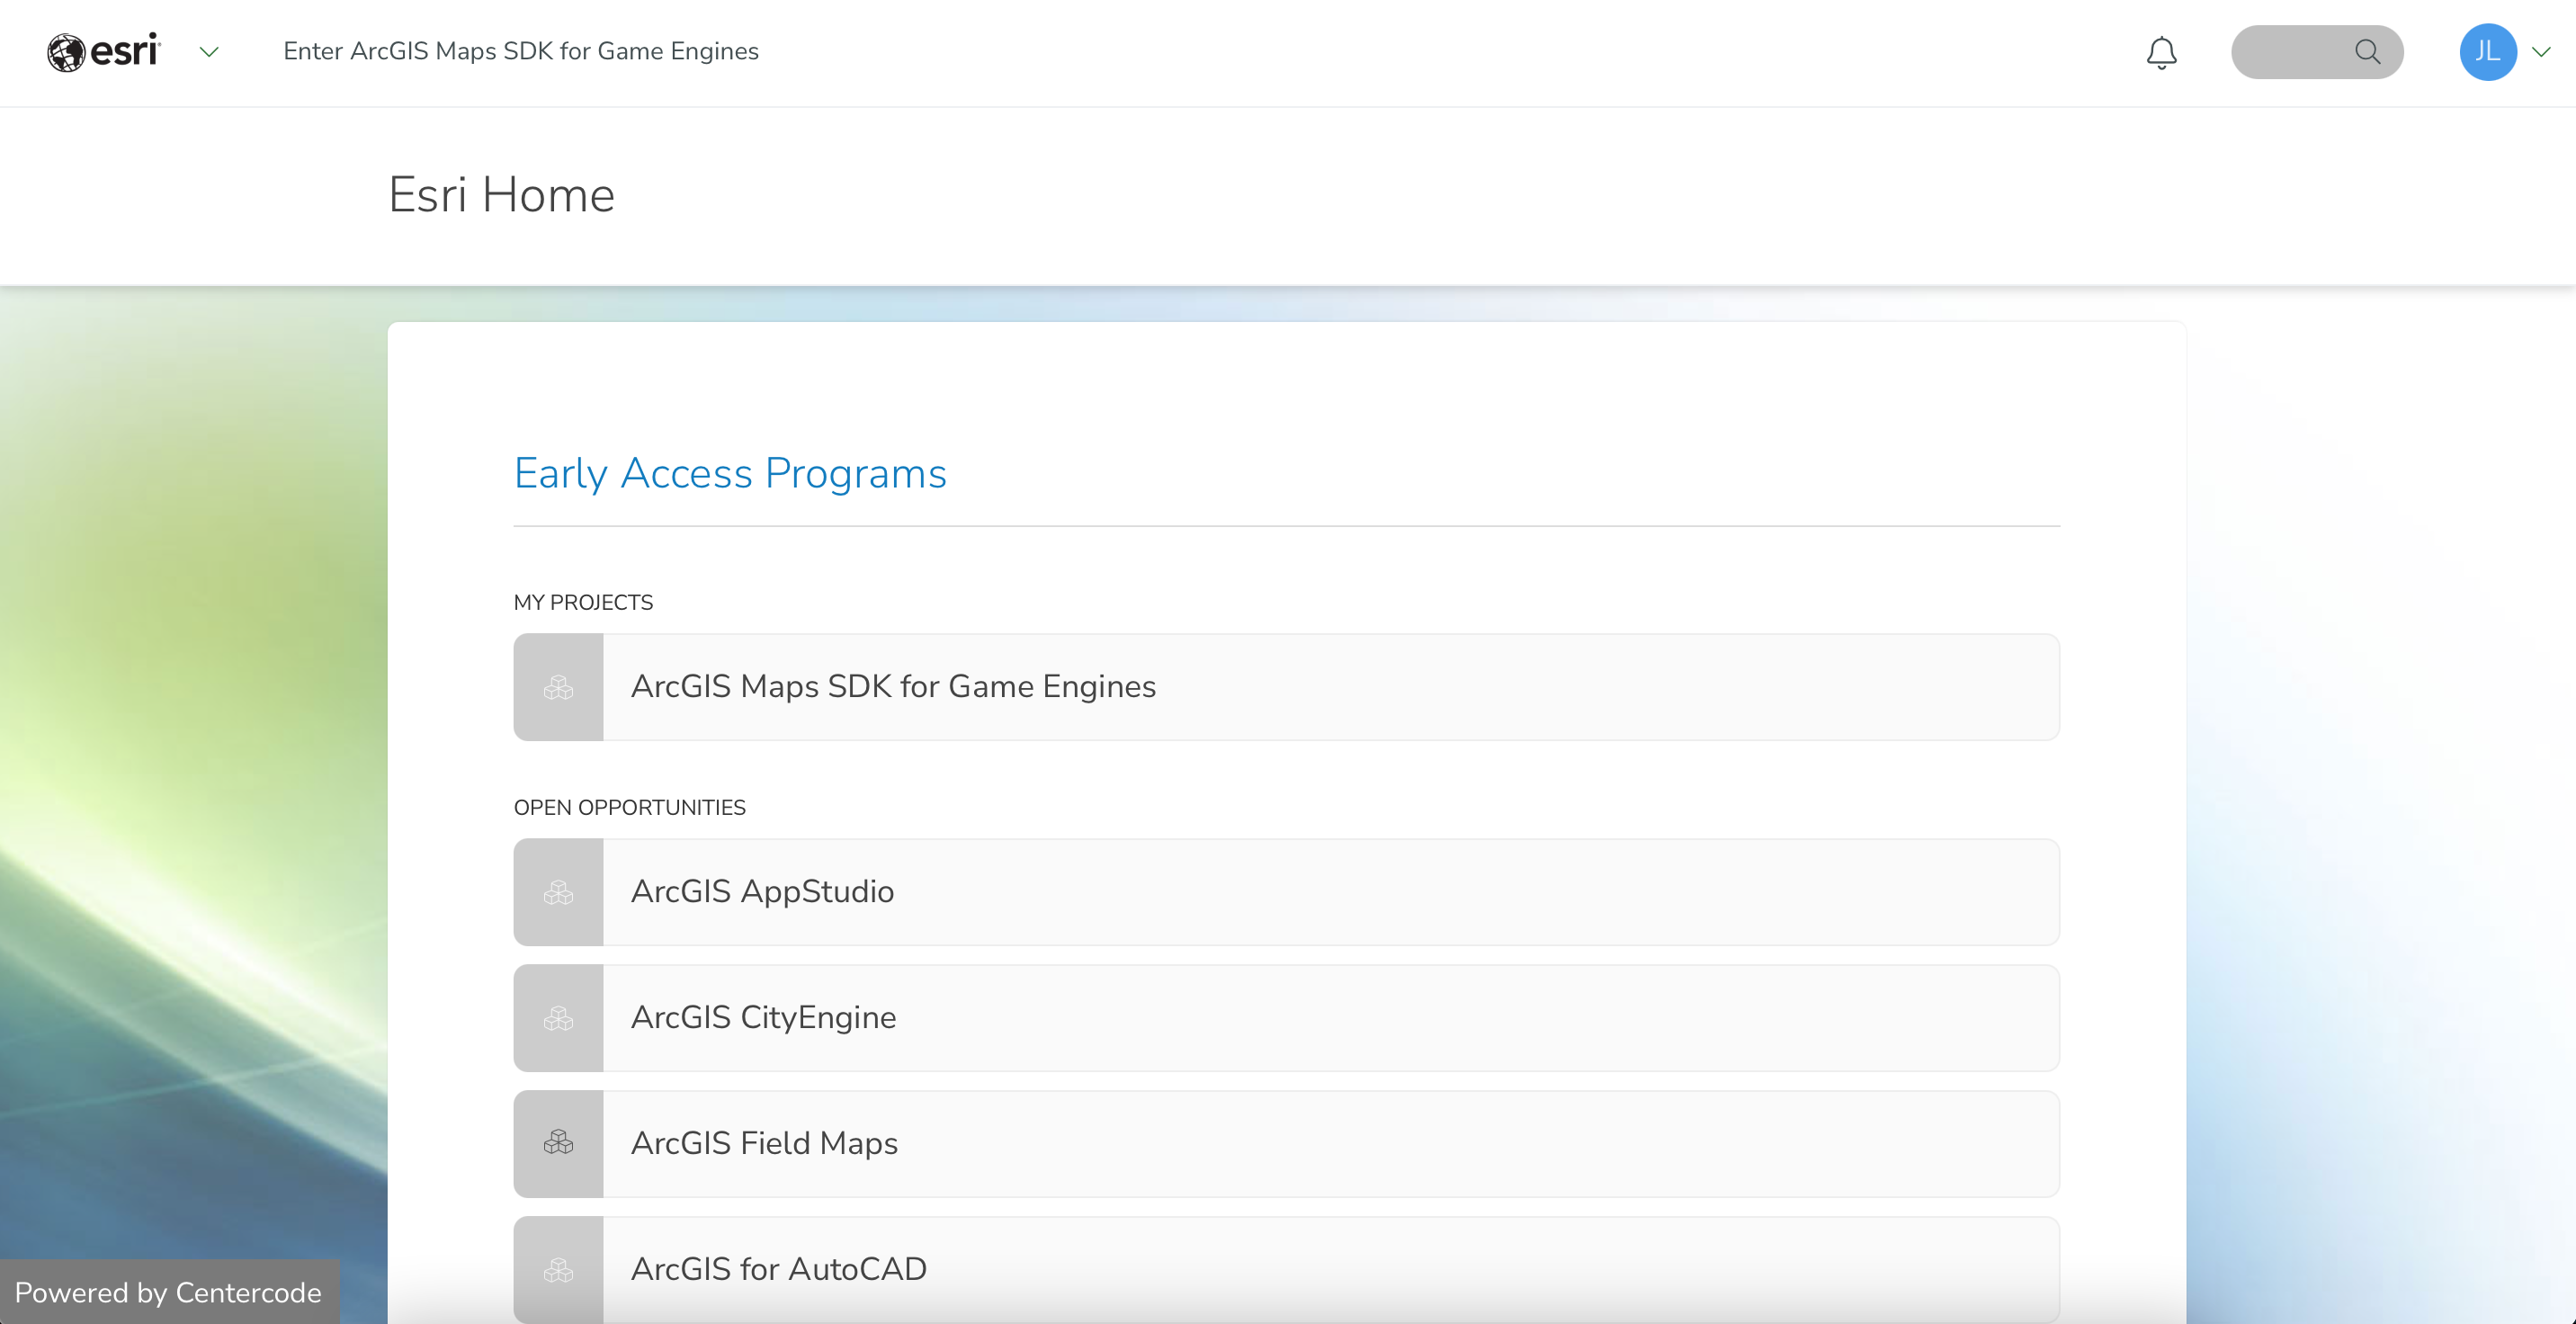 esri
Enter ArcGIS Maps SDK for Game Engines
JL
Esri Home
Early Access Programs
MY PROJECTS
ArcGIS Maps SDK for Game Engines
OPEN OPPORTUNITIES
ArcGIS AppStudio
ArcGIS CityEngine
ArcGIS Field Maps
ArcGIS for AutoCAD
Powered by Centercode